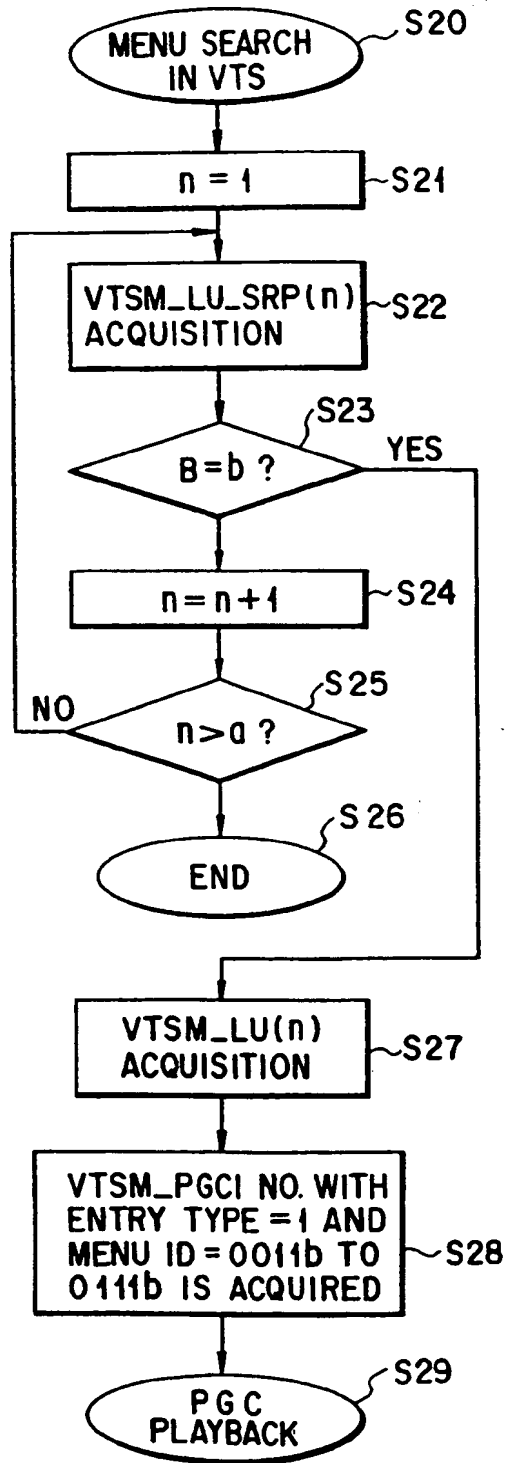 S20
MENU SEARCH
IN VTS
n = 1
S21
VTSM_LU_SRP(n)
ACQUISITION
S22
S23
B=b ?
YES
n=n+1
S24
S25
NO
n>a ?
S26
END
VTSM_LU(n)
ACQUISITION
S27
VTSM_PGCI NO. WITH
ENTRY TYPE =1 AND
MENU ID=0011b TO
0111b IS ACQUIRED
S28
S29
PGC
PLAYBACK